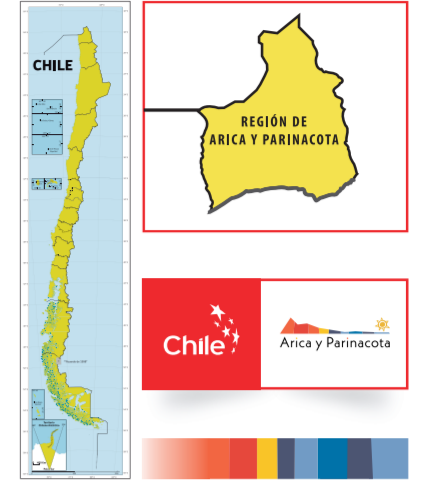 CHILE
REGIÓN DE
ARICA Y PARINACOTA
Chile
Arica y Parinacota